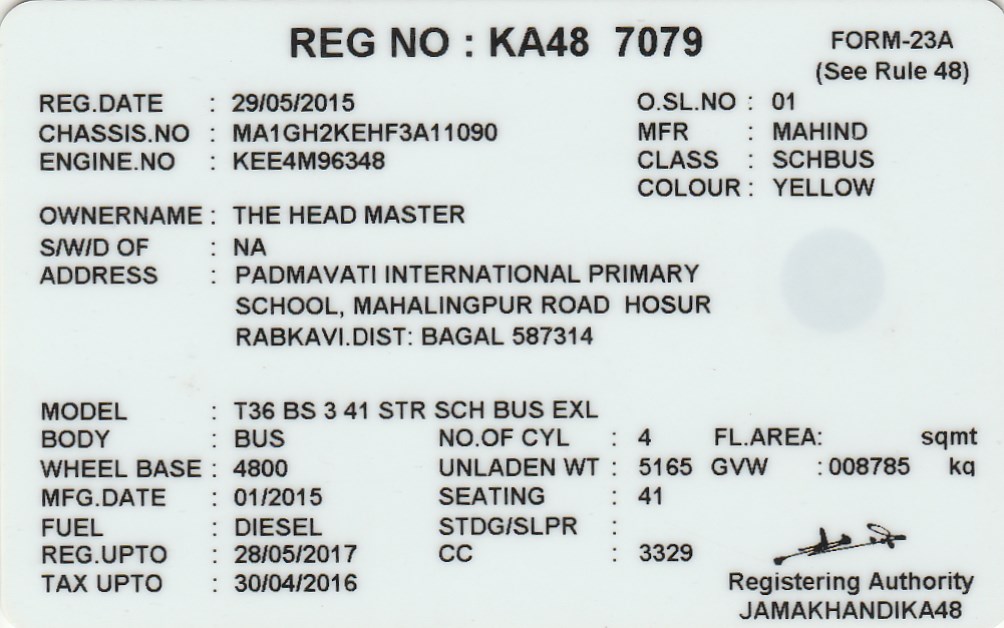 REG NO : KA48 7079
FORM-23A
(See Rule 48)
REG.DATE : 29/05/2015 O.SL.NO : 01
CHASSIS.NO : MA1GH2KEHF3A11090 MFR : MAHIND
ENGINE.NO : KEE4M96348 CLASS : SCHBUS
COLOUR : YELLOW
OWNERNAME : THE HEAD MASTER
S/W/D OF : NA
ADDRESS : PADMAVATI INTERNATIONAL PRIMARY
SCHOOL, MAHALINGPUR ROAD HOSUR
RABKAVI.DIST: BAGAL 587314
MODEL : T36 BS 3 41 STR SCH BUS EXL
BODY : BUS NO.OF CYL : 4 FL.AREA: sqmt
WHEEL BASE : 4800 UNLADEN WT : 5165 GVW : 008785 kq
MFG.DATE : 01/2015 SEATING : 41
FUEL : DIESEL STDG/SLPR :
REG.UPTO : 28/05/2017 CC : 3329
TAX UPTO : 30/04/2016
Registering Authority
JAMAKHANDIKA48